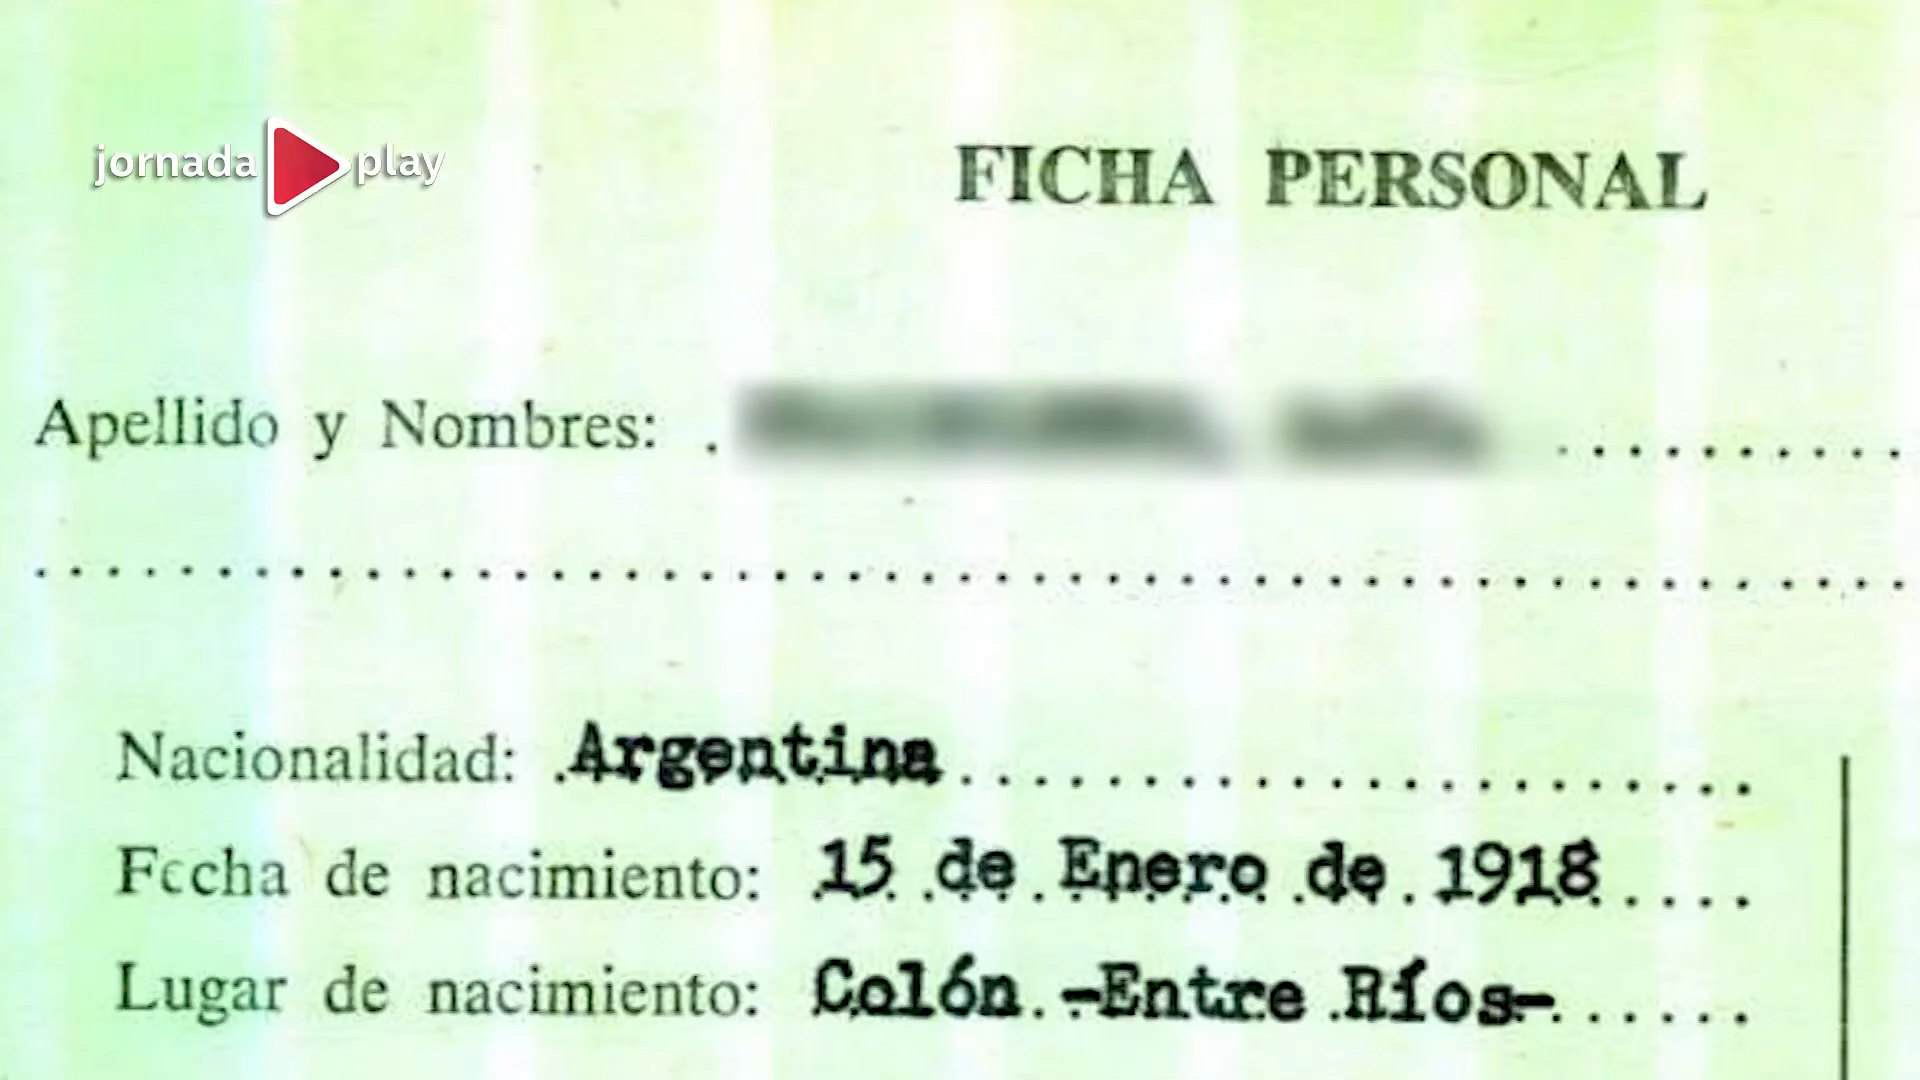 jornada play
FICHA PERSONAL
Apellido y Nombres:
Nacionalidad: Argentina
Fecha de nacimiento: 15 de Enero de 1918
Lugar de nacimiento: Colón -Entre Ríos-